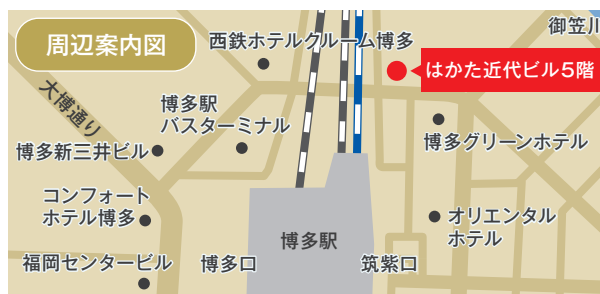 周辺案内図
御笠川
西鉄ホテルクルーム博多
はかた近代ビル5階
大博通り
博多駅
バスターミナル
博多グリーンホテル
博多新三井ビル
コンフォート
ホテル博多
オリエンタル
ホテル
博多駅
福岡センタービル
博多口
筑紫口